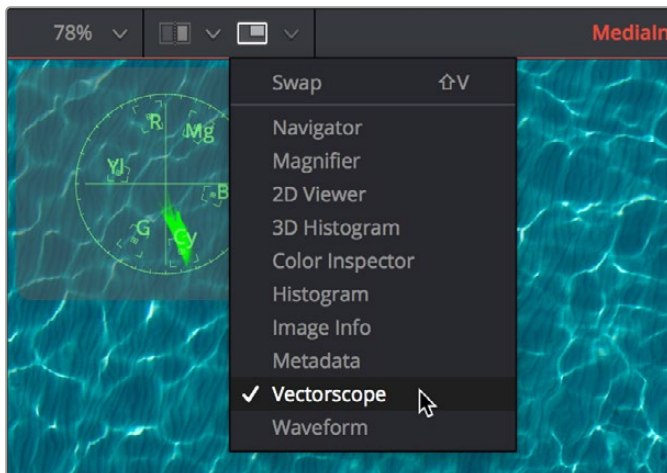 78%
MediaIn
Swap ⇧V
Navigator
Magnifier
2D Viewer
3D Histogram
Color Inspector
Histogram
Image Info
Metadata
✓ Vectorscope
Waveform
R
Mg
Yl
B
G
Cy